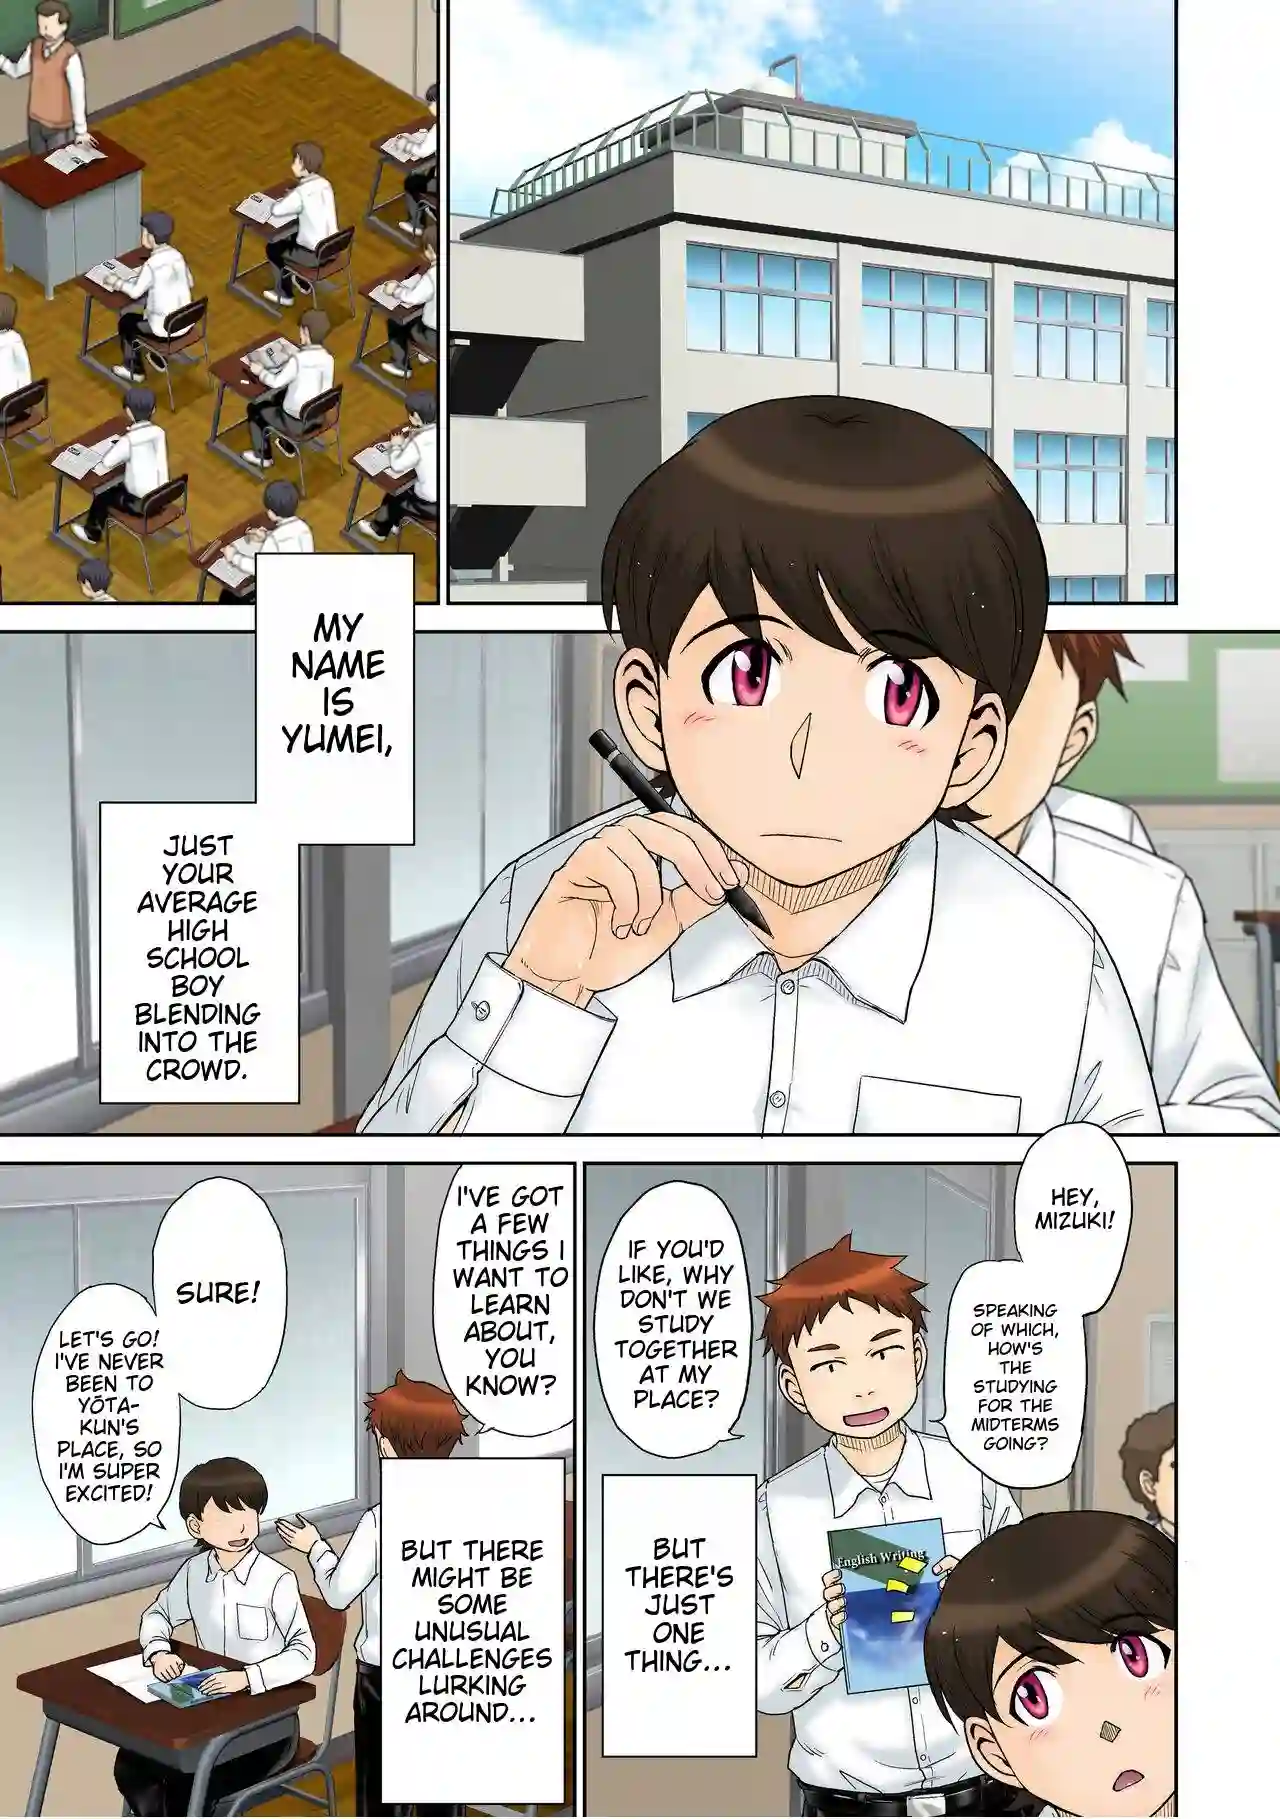 MY
NAME
IS
YUMEI,
JUST
YOUR
AVERAGE
HIGH
SCHOOL
BOY
BLENDING
INTO THE
CROWD.
HEY,
MIZUKI!
SPEAKING
OF WHICH,
HOW'S
THE
STUDYING
FOR THE
MIDTERMS
GOING?
IF YOU'D
LIKE, WHY
DON'T WE
STUDY
TOGETHER
AT MY
PLACE?
English Writing
BUT
THERE'S
JUST
ONE
THING...
I'VE GOT
A FEW
THINGS I
WANT TO
LEARN
ABOUT,
YOU
KNOW?
SURE!
LET'S GO!
I'VE NEVER
BEEN TO
YŌTA-
KUN'S
PLACE, SO
I'M SUPER
EXCITED!
BUT THERE
MIGHT BE
SOME
UNUSUAL
CHALLENGES
LURKING
AROUND...